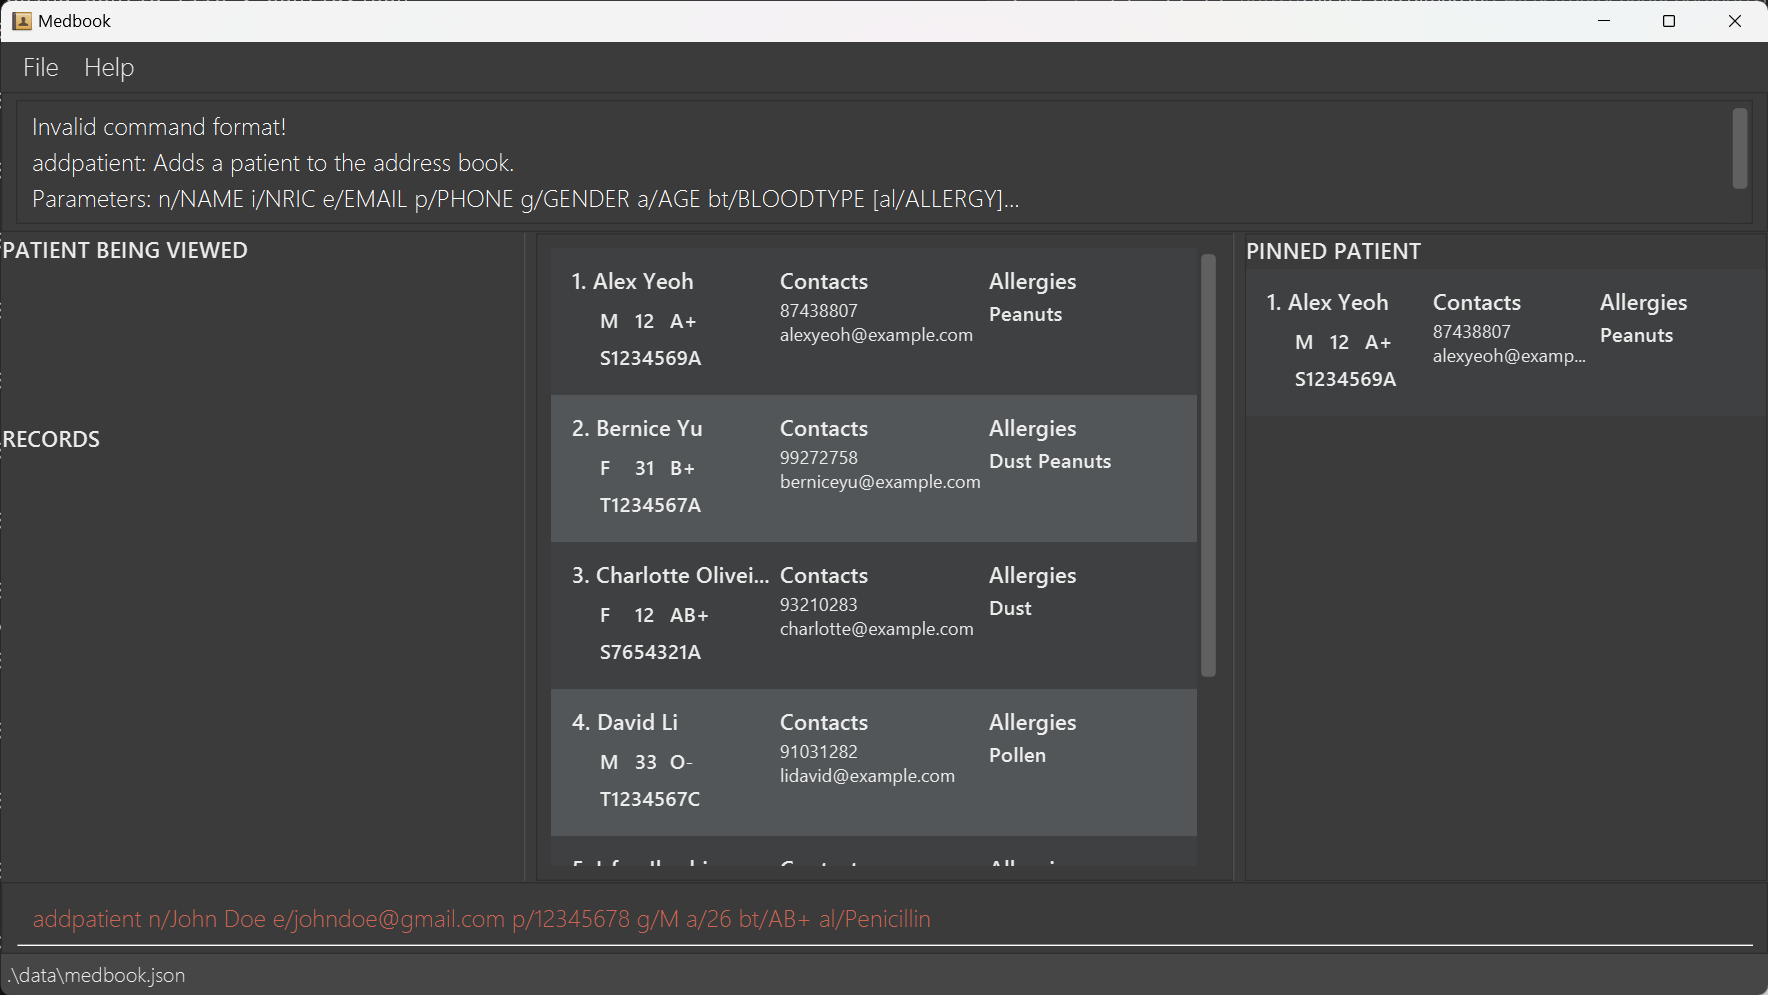 Medbook
File Help
Invalid command format!
addpatient: Adds a patient to the address book.
Parameters: n/NAME i/NRIC e/EMAIL p/PHONE g/GENDER a/AGE bt/BLOODTYPE [al/ALLERGY]...
PATIENT BEING VIEWED
RECORDS
1. Alex Yeoh Contacts Allergies
87438807 Peanuts
M 12 A+ alexyeoh@example.com
S1234569A
2. Bernice Yu Contacts Allergies
99272758 Dust Peanuts
F 31 B+ berniceyu@example.com
T1234567A
3. Charlotte Olivei... Contacts Allergies
93210283 Dust
F 12 AB+ charlotte@example.com
S7654321A
4. David Li Contacts Allergies
91031282 Pollen
M 33 O- lidavid@example.com
T1234567C
PINNED PATIENT
1. Alex Yeoh Contacts Allergies
87438807 Peanuts
M 12 A+ alexyeoh@examp...
S1234569A
addpatient n/John Doe e/johndoe@gmail.com p/12345678 g/M a/26 bt/AB+ al/Penicillin
.\data\medbook.json